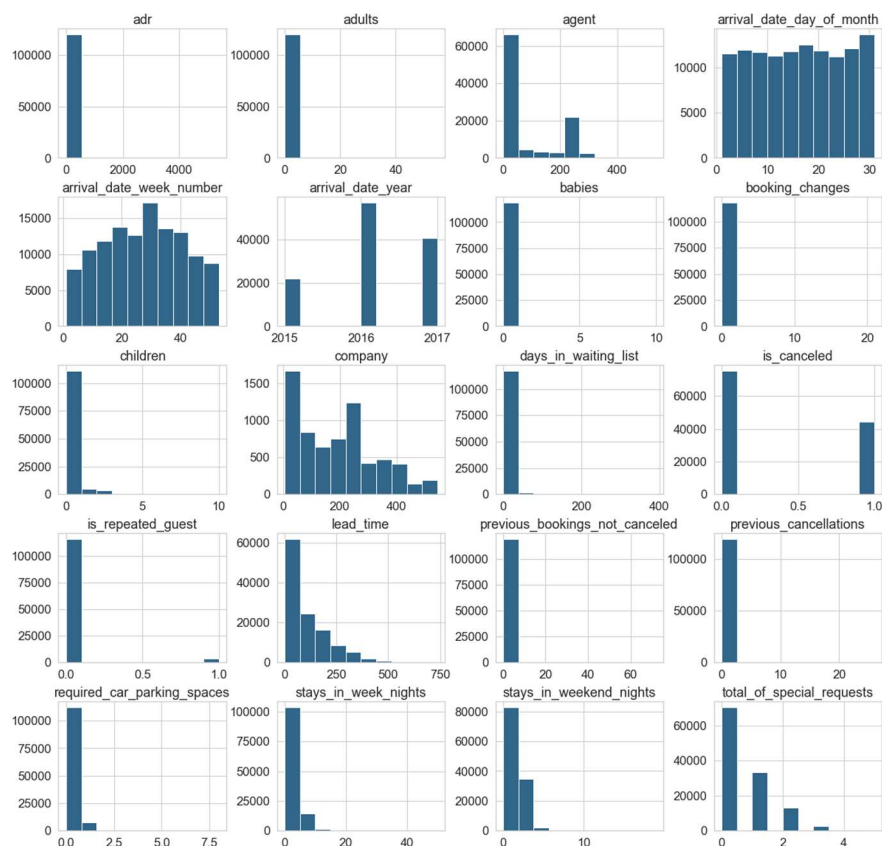 adr
100000
50000
0
0 2000 4000
adults
100000
50000
0
0 20 40
agent
60000
40000
20000
0
0 200 400
arrival_date_day_of_month
10000
5000
0
0 10 20 30
arrival_date_week_number
15000
10000
5000
0
0 20 40
arrival_date_year
40000
20000
0
2015 2016 2017
babies
100000
75000
50000
25000
0
0 5 10
booking_changes
100000
75000
50000
25000
0
0 10 20
children
100000
75000
50000
25000
0
0 5 10
company
1500
1000
500
0
0 200 400
days_in_waiting_list
100000
75000
50000
25000
0
0 200 400
is_canceled
60000
40000
20000
0
0.0 0.5 1.0
is_repeated_guest
100000
75000
50000
25000
0
0.0 0.5 1.0
lead_time
60000
40000
20000
0
0 250 500 750
previous_bookings_not_canceled
100000
50000
0
0 20 40 60
previous_cancellations
100000
50000
0
0 10 20
required_car_parking_spaces
100000
75000
50000
25000
0
0.0 2.5 5.0 7.5
stays_in_week_nights
100000
75000
50000
25000
0
0 20 40
stays_in_weekend_nights
80000
60000
40000
20000
0
0 10
total_of_special_requests
60000
40000
20000
0
0 2 4